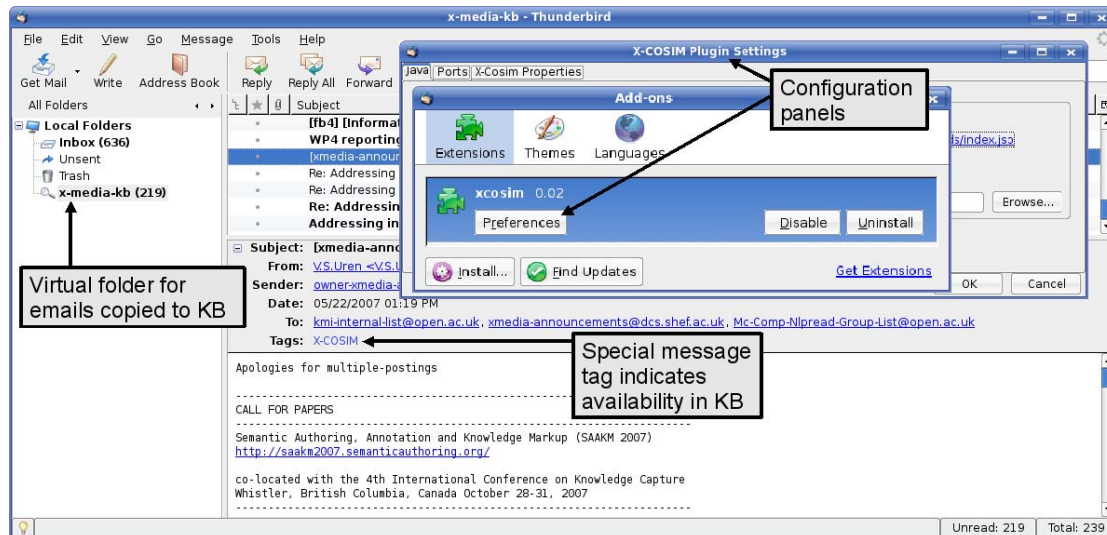 x-media-kb - Thunderbird
File Edit View Go Message Tools Help
Get Mail Write Address Book Reply Reply All Forward
X-COSIM Plugin Settings
Java Ports X-Cosim Properties
Configuration
panels
All Folders
Subject
Local Folders
Inbox (636)
Unsent
Trash
x-media-kb (219)
[fb4] [Informat
WP4 reporting
[xmedia-announ
Re: Addressing
Re: Addressing
Re: Addressin
Addressing in
Add-ons
Extensions Themes Languages
xcosim 0.02
Preferences Disable Uninstall
Install... Find Updates Get Extensions
ls/index.jsp
Browse...
OK Cancel
Virtual folder for
emails copied to KB
Subject: [xmedia-anno
From: V.S.Uren <V.S.U
Sender: owner-xmedia-a
Date: 05/22/2007 01:19 PM
To: kmi-internal-list@open.ac.uk, xmedia-announcements@dcs.shef.ac.uk, Mc-Comp-Nlpread-Group-List@open.ac.uk
Tags: X-COSIM
Special message
tag indicates
availability in KB
Apologies for multiple-postings
CALL FOR PAPERS
Semantic Authoring, Annotation and Knowledge Markup (SAAKM 2007)
http://saakm2007.semanticauthoring.org/
co-located with the 4th International Conference on Knowledge Capture
Whistler, British Columbia, Canada October 28-31, 2007
Unread: 219 Total: 239